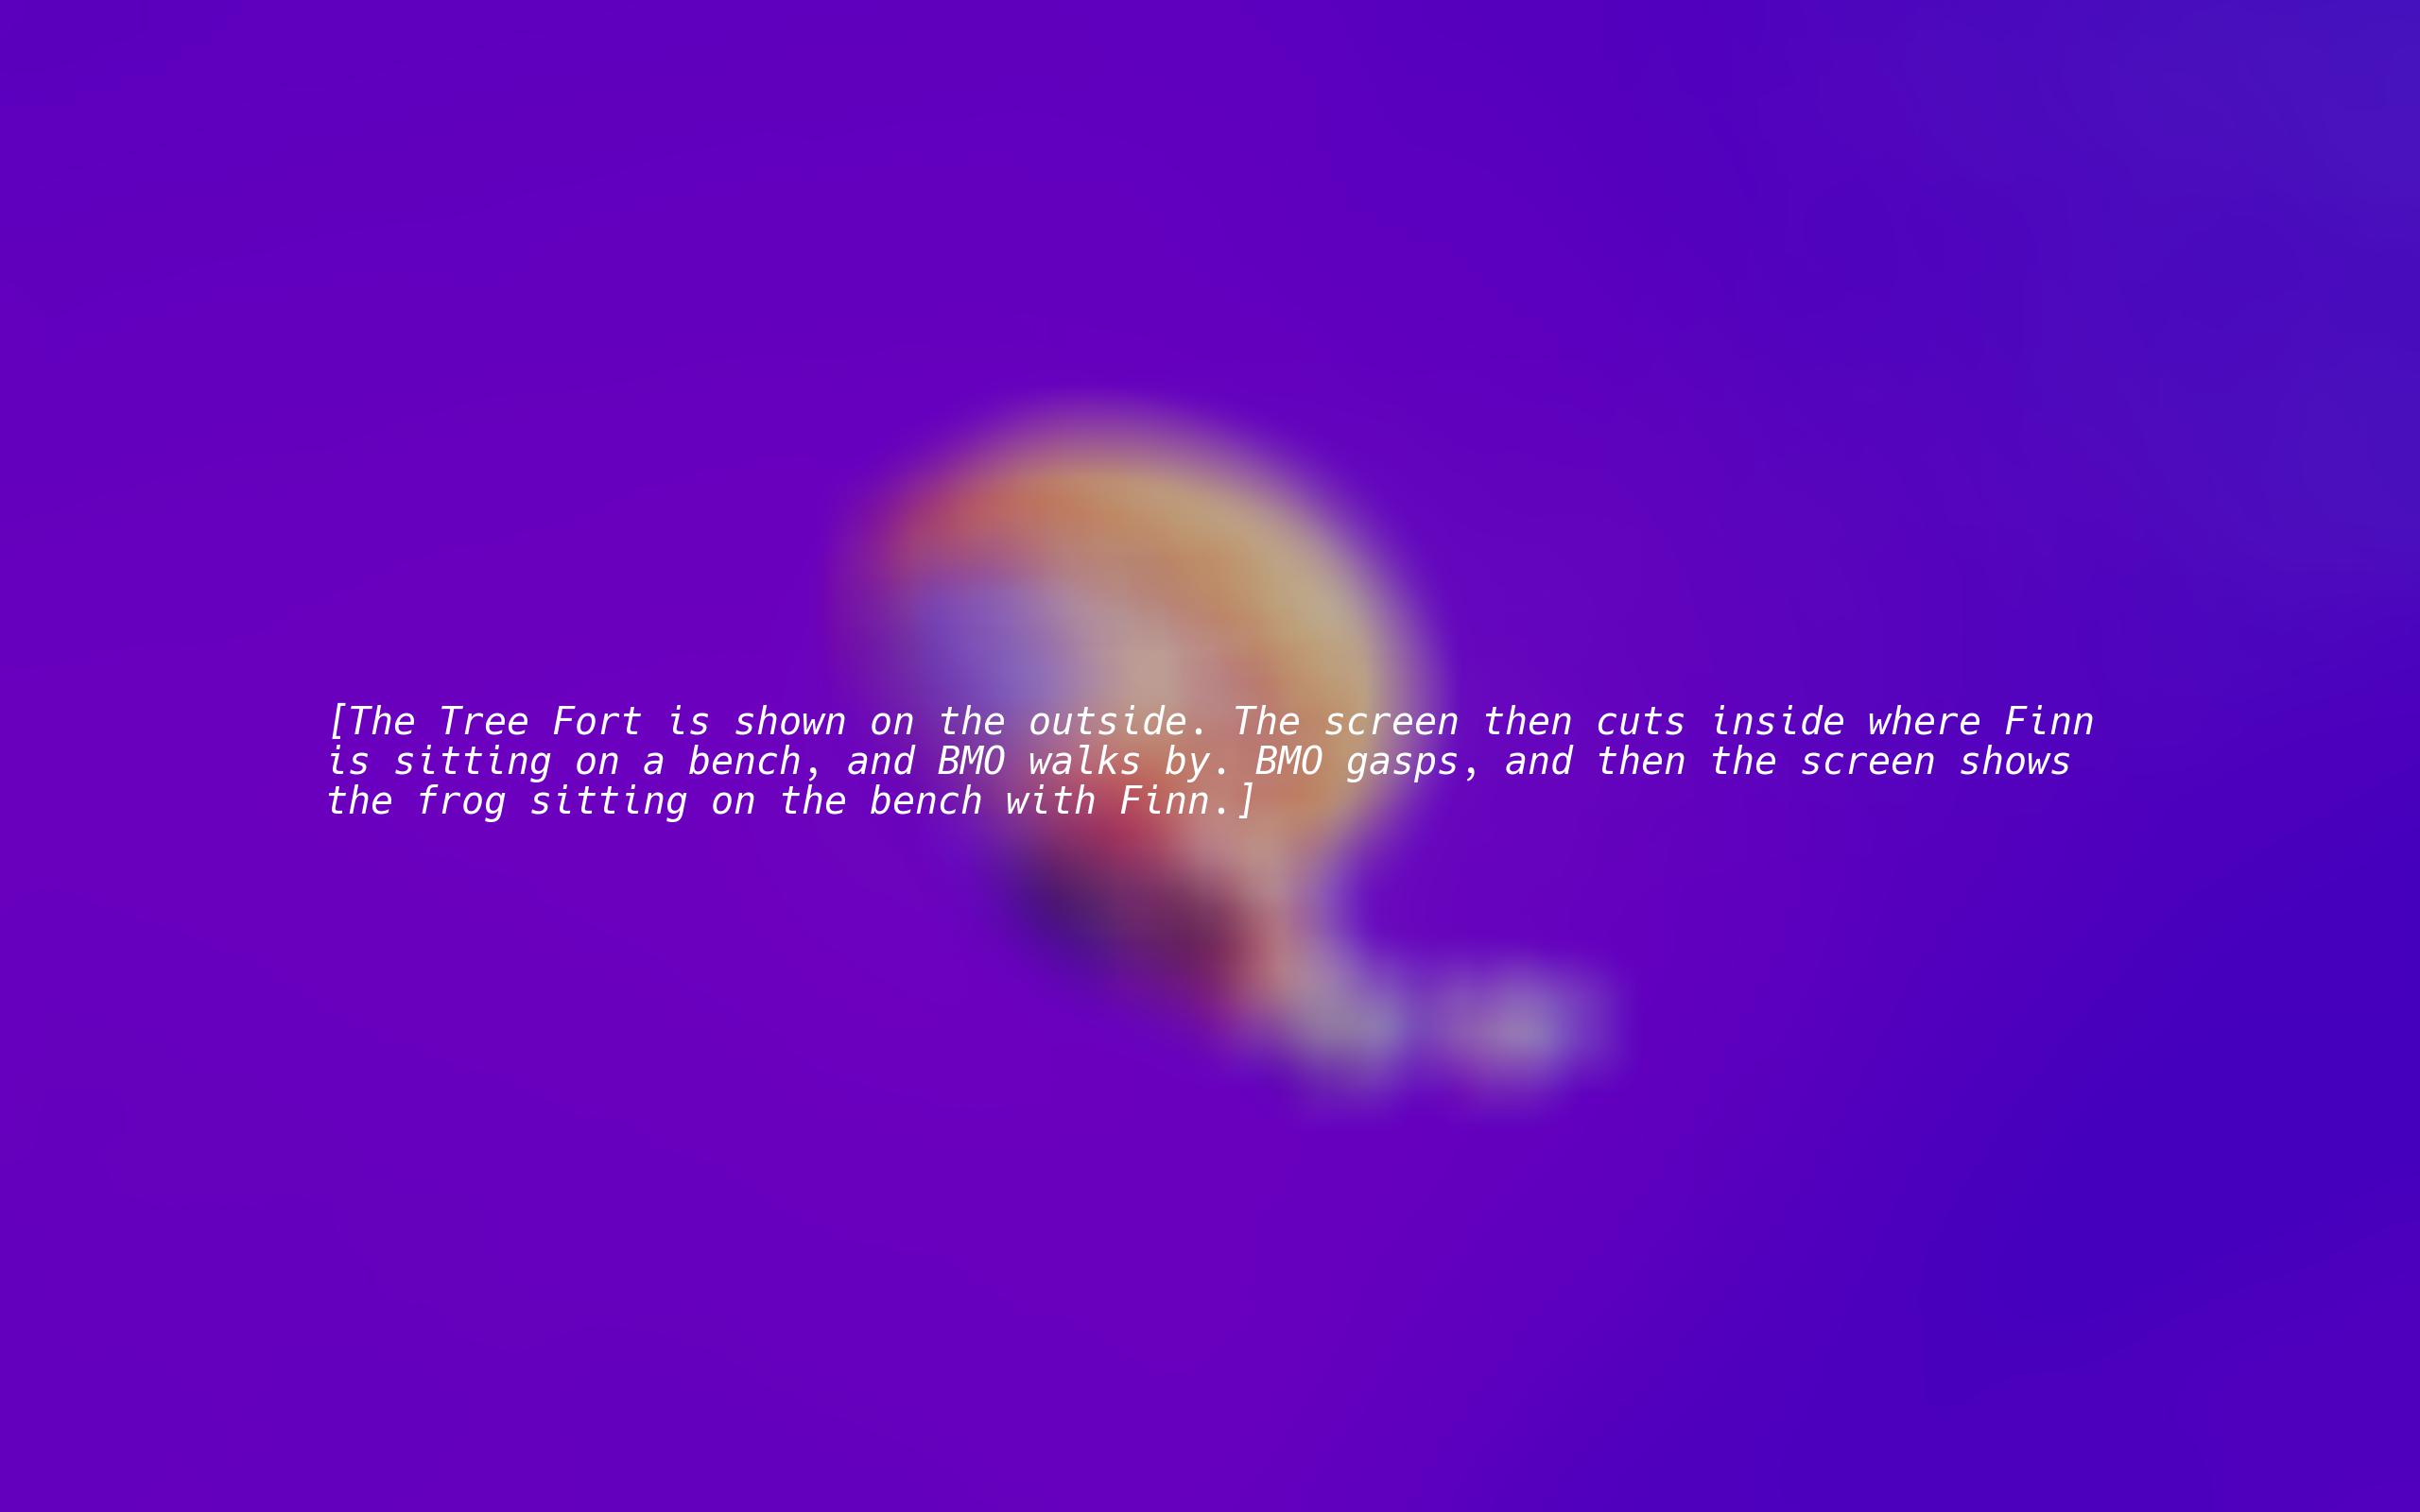 [The Tree Fort is shown on the outside. The screen then cuts inside where Finn
is sitting on a bench, and BMO walks by. BMO gasps, and then the screen shows
the frog sitting on the bench with Finn.]